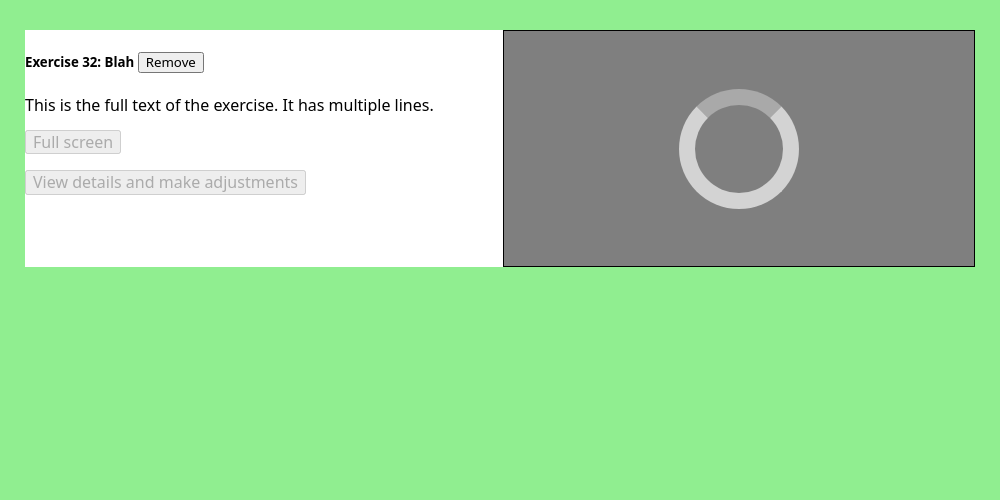 Exercise 32: Blah Remove
This is the full text of the exercise. It has multiple lines.
Full screen
View details and make adjustments